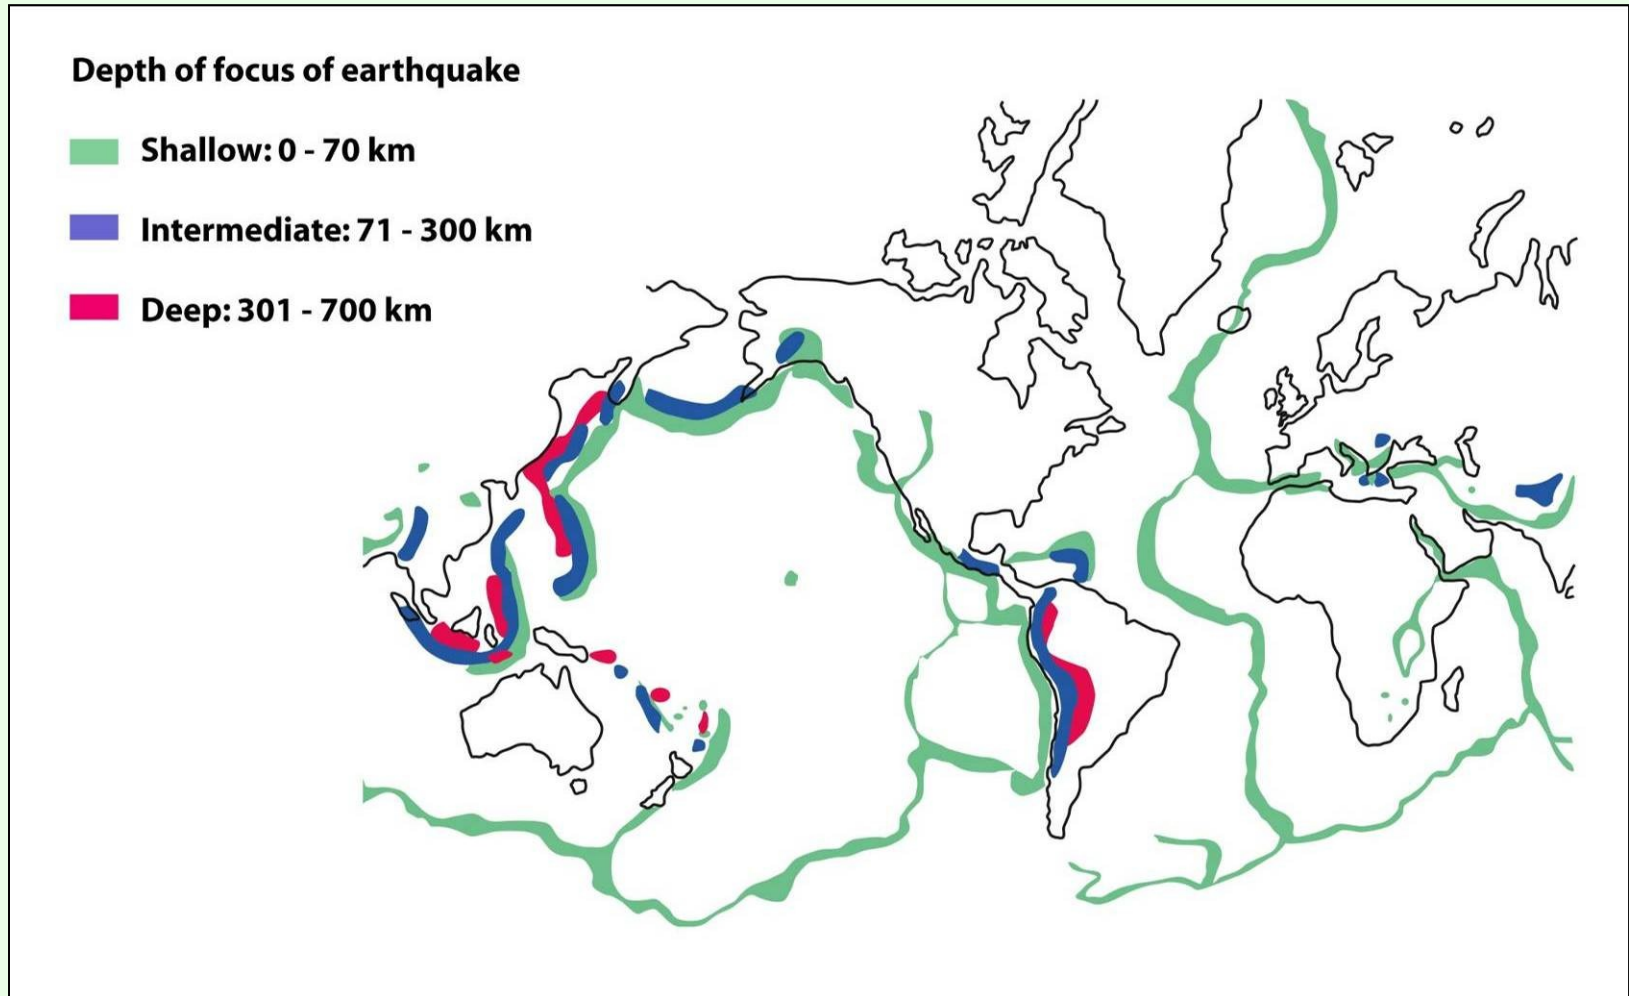 Depth of focus of earthquake
Shallow: 0 - 70 km
Intermediate: 71 - 300 km
Deep: 301 - 700 km